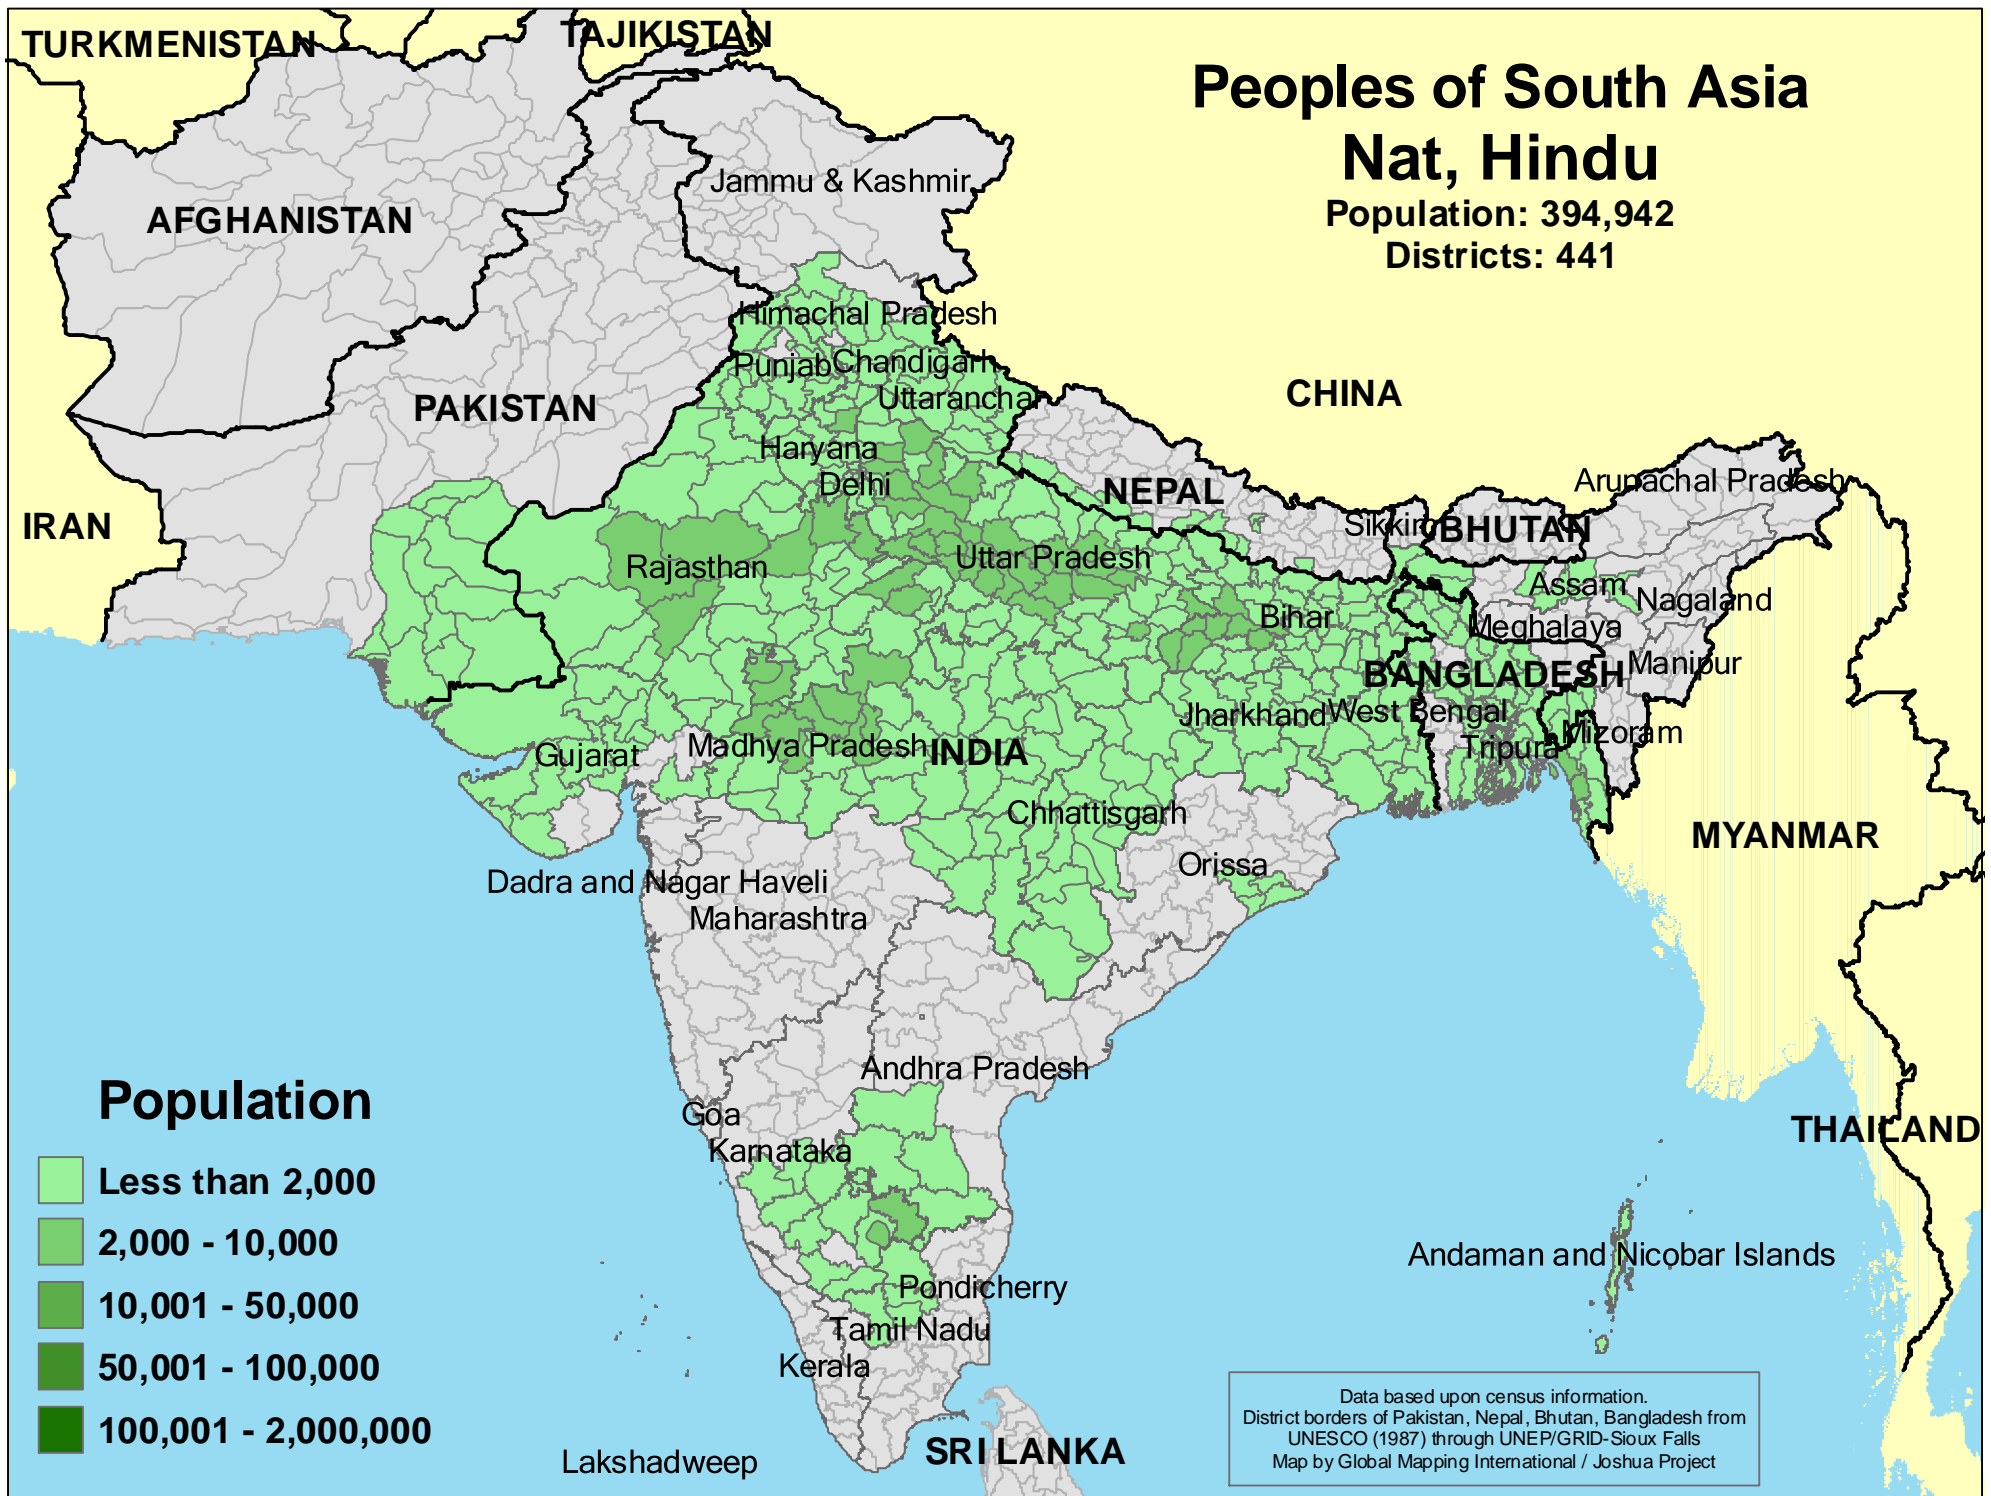 TURKMENISTAN
TAJIKISTAN
Peoples of South Asia
Nat, Hindu
Population: 394,942
Districts: 441
Jammu & Kashmir
AFGHANISTAN
Himachal Pradesh
Punjab
Chandigarh
Uttaranchal
CHINA
PAKISTAN
Haryana
Delhi
NEPAL
Arunachal Pradesh
IRAN
Sikkim
BHUTAN
Rajasthan
Uttar Pradesh
Assam
Nagaland
Bihar
Meghalaya
BANGLADESH
Manipur
Jharkhand
West Bengal
Mizoram
Tripura
Gujarat
Madhya Pradesh
INDIA
Chhattisgarh
MYANMAR
Orissa
Dadra and Nagar Haveli
Maharashtra
Andhra Pradesh
Goa
Karnataka
THAILAND
Andaman and Nicobar Islands
Pondicherry
Tamil Nadu
Kerala
Lakshadweep
SRI LANKA
Population
Less than 2,000
2,000 - 10,000
10,001 - 50,000
50,001 - 100,000
100,001 - 2,000,000
Data based upon census information.
District borders of Pakistan, Nepal, Bhutan, Bangladesh from
UNESCO (1987) through UNEP/GRID-Sioux Falls
Map by Global Mapping International / Joshua Project